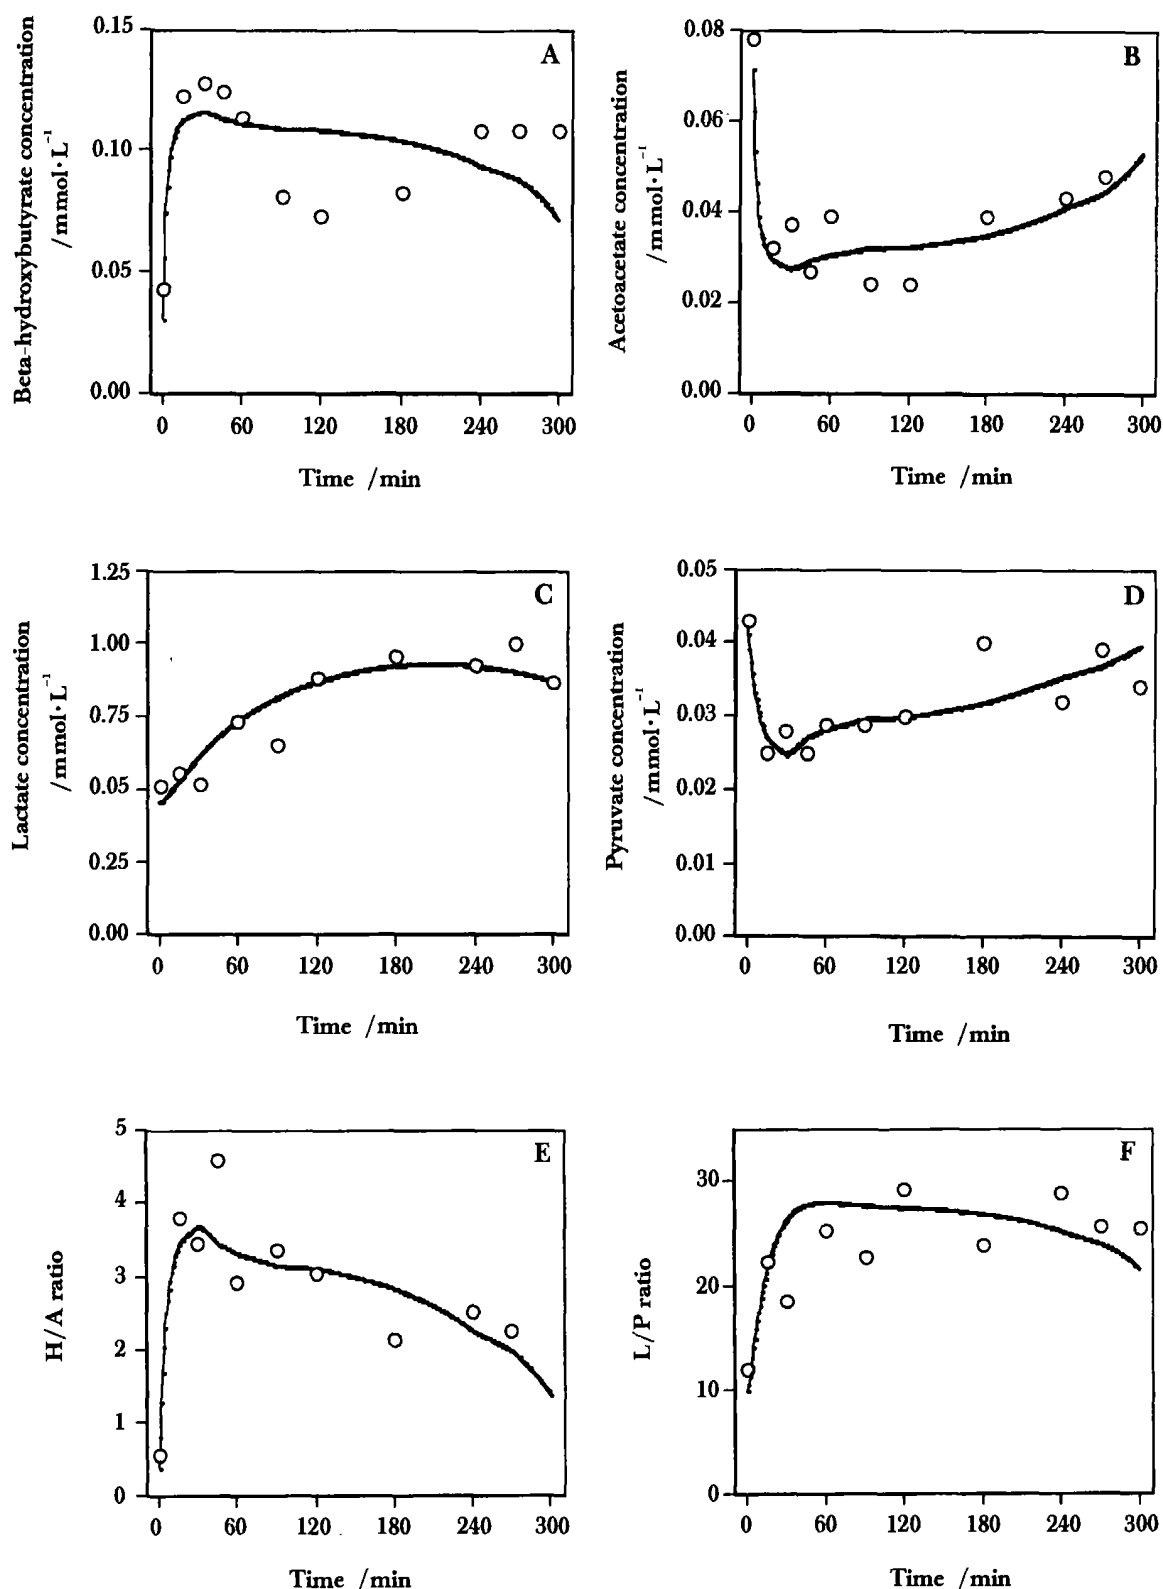 A
Beta-hydroxybutyrate concentration
/mmol·L⁻¹
0.15
0.10
0.05
0.00
0 60 120 180 240 300
Time /min
B
Acetoacetate concentration
/mmol·L⁻¹
0.08
0.06
0.04
0.02
0.00
0 60 120 180 240 300
Time /min
C
Lactate concentration
/mmol·L⁻¹
1.25
1.00
0.75
0.05
0.25
0.00
0 60 120 180 240 300
Time /min
D
Pyruvate concentration
/mmol·L⁻¹
0.05
0.04
0.03
0.02
0.01
0.00
0 60 120 180 240 300
Time /min
E
H/A ratio
5
4
3
2
1
0
0 60 120 180 240 300
Time /min
F
L/P ratio
30
20
10
0
0 60 120 180 240 300
Time /min